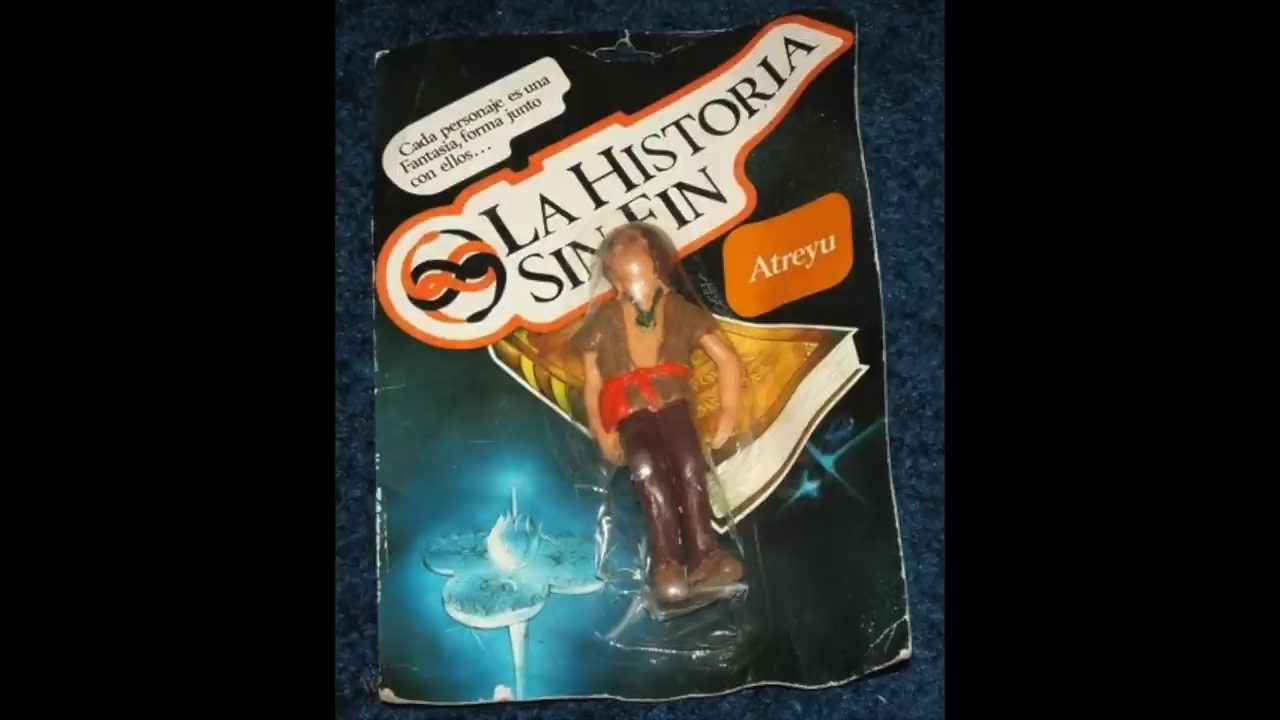 Cada personaje es una
Fantasia, forma junto
con ellos...
LA HISTORIA
SIN FIN
Atreyu